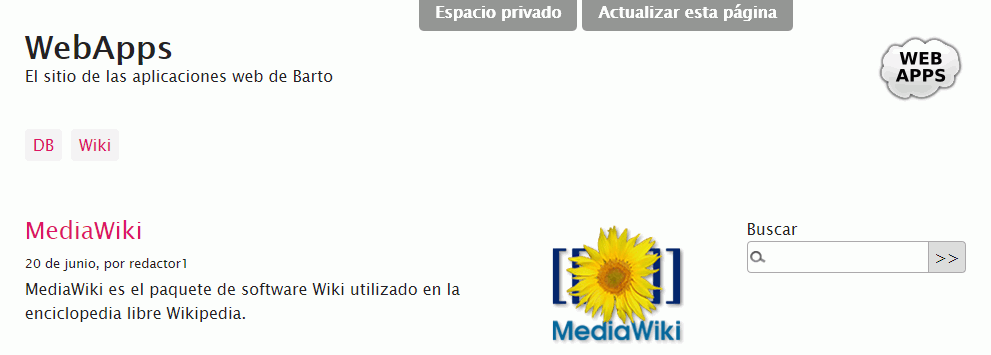 Espacio privado
Actualizar esta página
WebApps
El sitio de las aplicaciones web de Barto
WEB
APPS
DB
Wiki
MediaWiki
20 de junio, por redactor1
MediaWiki es el paquete de software Wiki utilizado en la
enciclopedia libre Wikipedia.
[[ ]]
MediaWiki
Buscar
>>